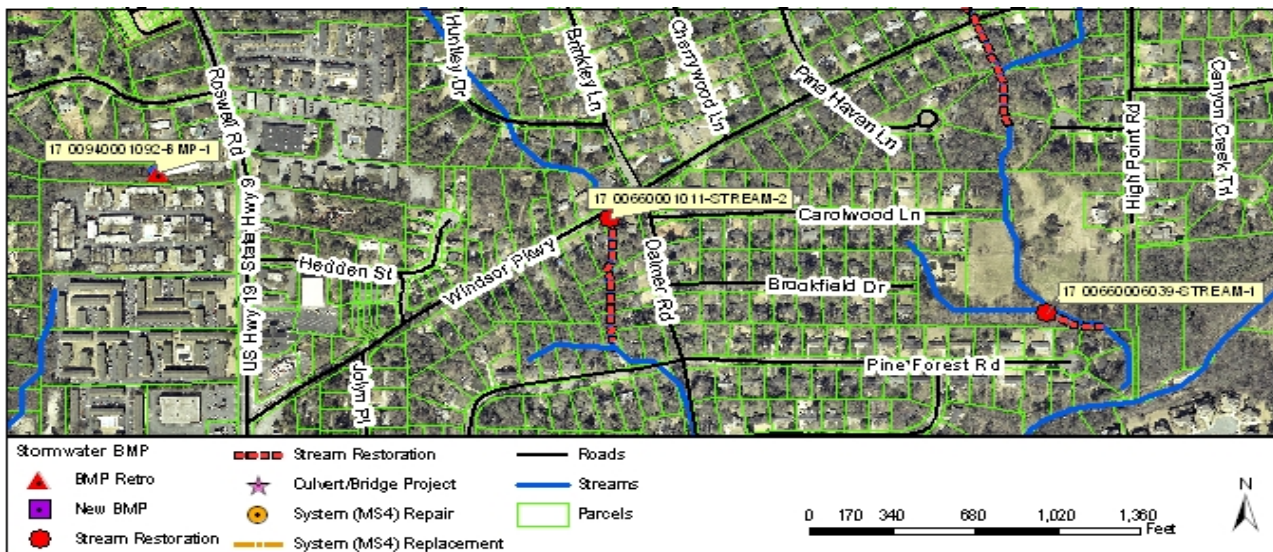 Roswell Rd
US Hwy 19 State Hwy 9
Huntley Dr
Brinkley Ln
Cherrywood Ln
Pine Haven Ln
High Point Rd
Canyon Creek Trl
17 00940001092-BMP-1
17 00660001011-STREAM-2
Carolwood Ln
Hedden St
Windsor Pkwy
Dalmer Rd
Brookfield Dr
17 00660006039-STREAM-1
Jolyn Pl
Pine Forest Rd
Stormwater BMP
BMP Retro
New BMP
Stream Restoration
Stream Restoration
Culvert/Bridge Project
System (MS4) Repair
System (MS4) Replacement
Roads
Streams
Parcels
N
0 170 340 680 1,020 1,360
Feet